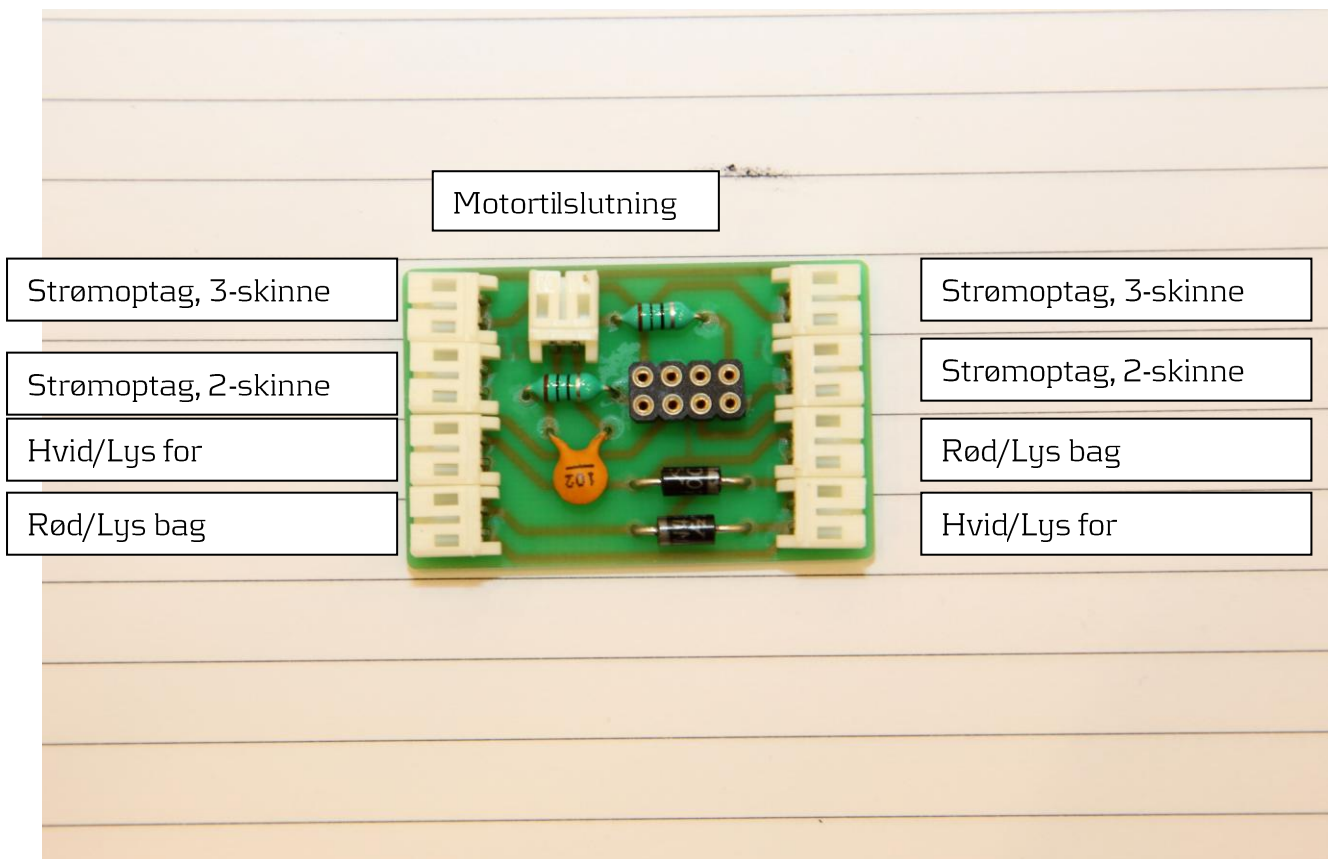 Motortilslutning
Strømoptag, 3-skinne
Strømoptag, 3-skinne
Strømoptag, 2-skinne
Strømoptag, 2-skinne
Hvid/Lys for
Rød/Lys bag
Rød/Lys bag
Hvid/Lys for
102